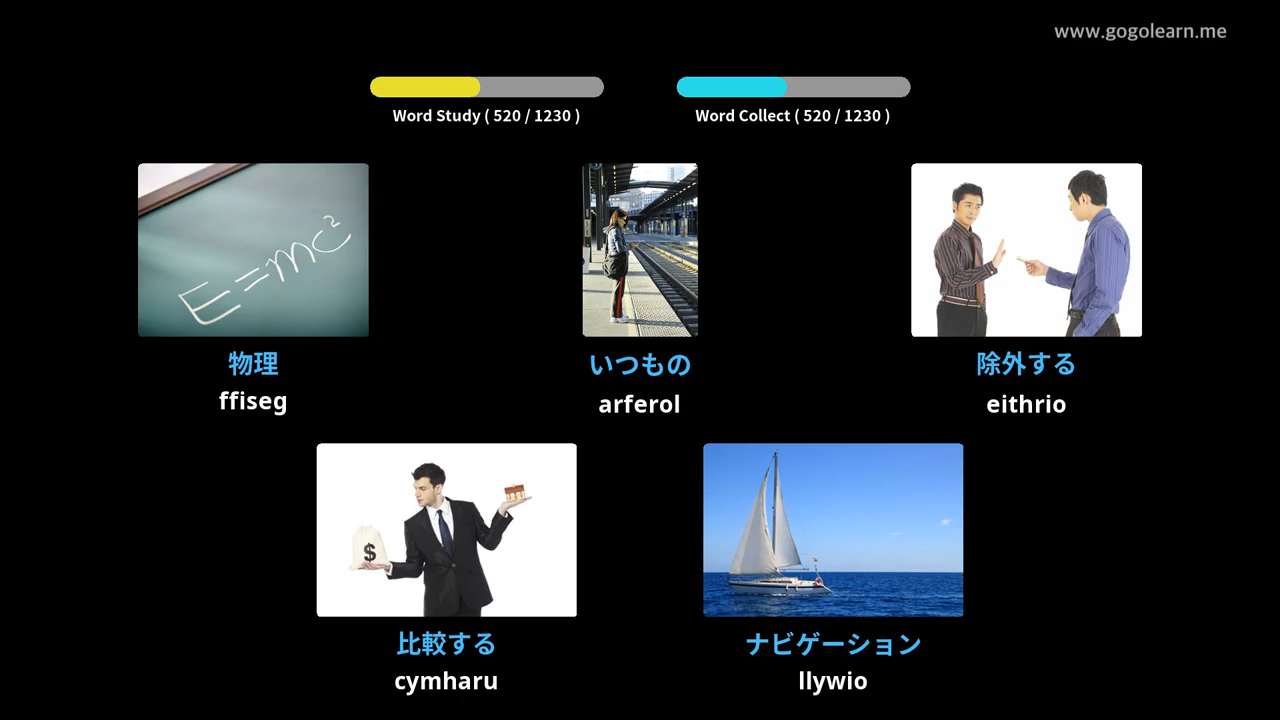 www.gogolearn.me
Word Study ( 520 / 1230 )
Word Collect ( 520 / 1230 )
E=mc²
物理
ffiseg
いつもの
arferol
除外する
eithrio
$
比較する
cymharu
ナビゲーション
llywio